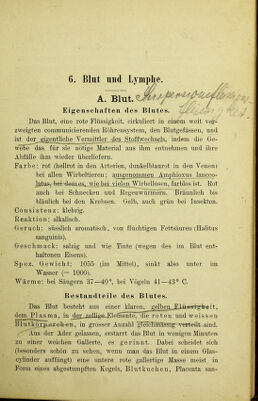 6. Blut und Lymphe.
A. Blut.
Eigenschaften des Blutes.
Das Blut, eine rote Flüssigkeit, cirkuliert in einem weit ver-
zweigten communicierenden Röhrensystem, den Blutgefässen, und
ist der eigentliche Vermittler des Stoffwechsels, indem die Ge-
webe das für sie nötige Material aus ihm entnehmen und ihre
Abfälle ihm wieder überliefern.
Farbe: rot (hellrot in den Arterien, dunkelblaurot in den Venen)
bei allen Wirbeltieren; ausgenommen Amphioxus lanceo-
latus, bei dem es, wie bei vielen Wirbellosen, farblos ist. Rot
auch bei Schnecken und Regenwürmern. Bräunlich bis
bläulich bei den Krebsen. Gelb, auch grün bei Insekten.
Consistenz: klebrig.
Reaktion: alkalisch.
Geruch: süsslich aromatisch, von flüchtigen Fettsäuren (Halitus
sanguinis).
Geschmack: salzig und wie Tinte (wegen des im Blut ent-
haltenen Eisens).
Spez. Gewicht: 1055 (im Mittel), sinkt also unter im
Wasser (= 1000).
Wärme: bei Säugern 37—40°, bei Vögeln 41—43° C.
Bestandteile des Blutes.
Das Blut besteht aus einer klaren, gelben Flüssigkeit,
dem Plasma, in der zellige Elemente, die roten und weissen
Blutkörperchen, in grosser Anzahl gleichmässig verteilt sind.
Aus der Ader gelassen, erstarrt das Blut in wenigen Minuten
zu einer weichen Gallerte, es gerinnt. Dabei scheidet sich
(besonders schön zu sehen, wenn man das Blut in einem Glas-
cylinder auffängt) eine untere rote gallertige Masse meist in
Form eines abgestumpften Kegels, Blutkuchen, Placenta san-